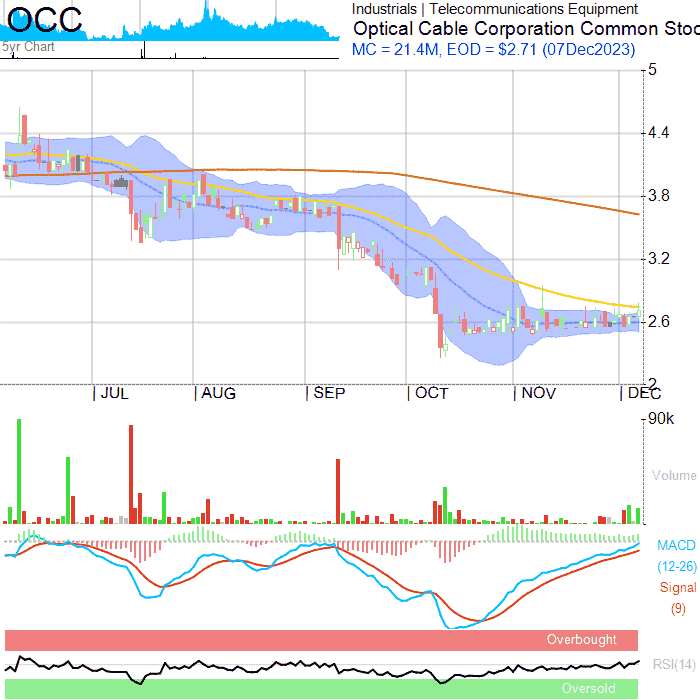 OCC
5yr Chart
Industrials | Telecommunications Equipment
Optical Cable Corporation Common Stoc
MC = 21.4M, EOD = $2.71 (07Dec2023)
5
4.4
3.8
3.2
2.6
2
| JUL | AUG | SEP | OCT | NOV | DEC
90k
Volume
MACD
(12-26)
Signal
(9)
Overbought
RSI(14)
Oversold